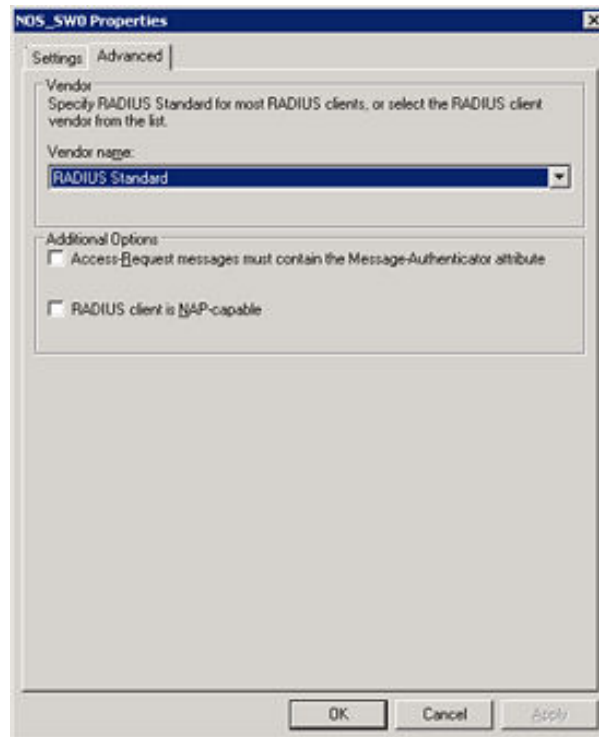 NOS_SW0 Properties
Settings
Advanced
Vendor
Specify RADIUS Standard for most RADIUS clients, or select the RADIUS client
vendor from the list.
Vendor name:
RADIUS Standard
Additional Options
Access-Request messages must contain the Message-Authenticator attribute
RADIUS client is NAP-capable
OK
Cancel
Apply